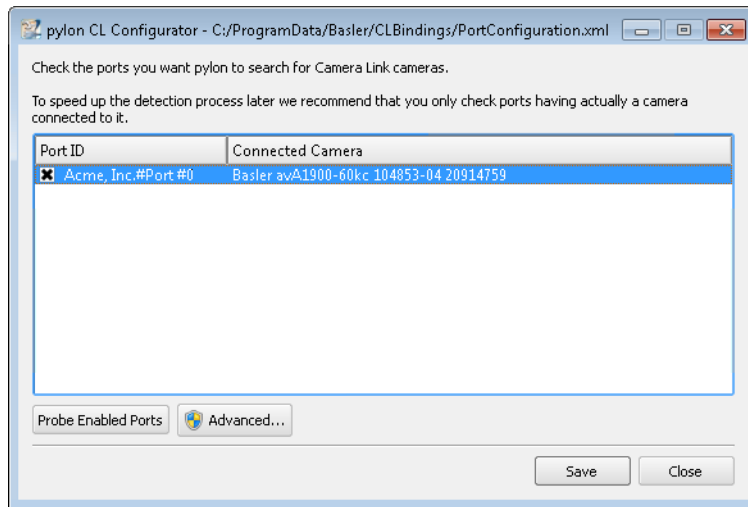 pylon CL Configurator - C:/ProgramData/Basler/CLBindings/PortConfiguration.xml
Check the ports you want pylon to search for Camera Link cameras.
To speed up the detection process later we recommend that you only check ports having actually a camera
connected to it.
Port ID Connected Camera
Acme, Inc.#Port #0 Basler avA1900-60kc 104853-04 20914759
Probe Enabled Ports Advanced...
Save Close